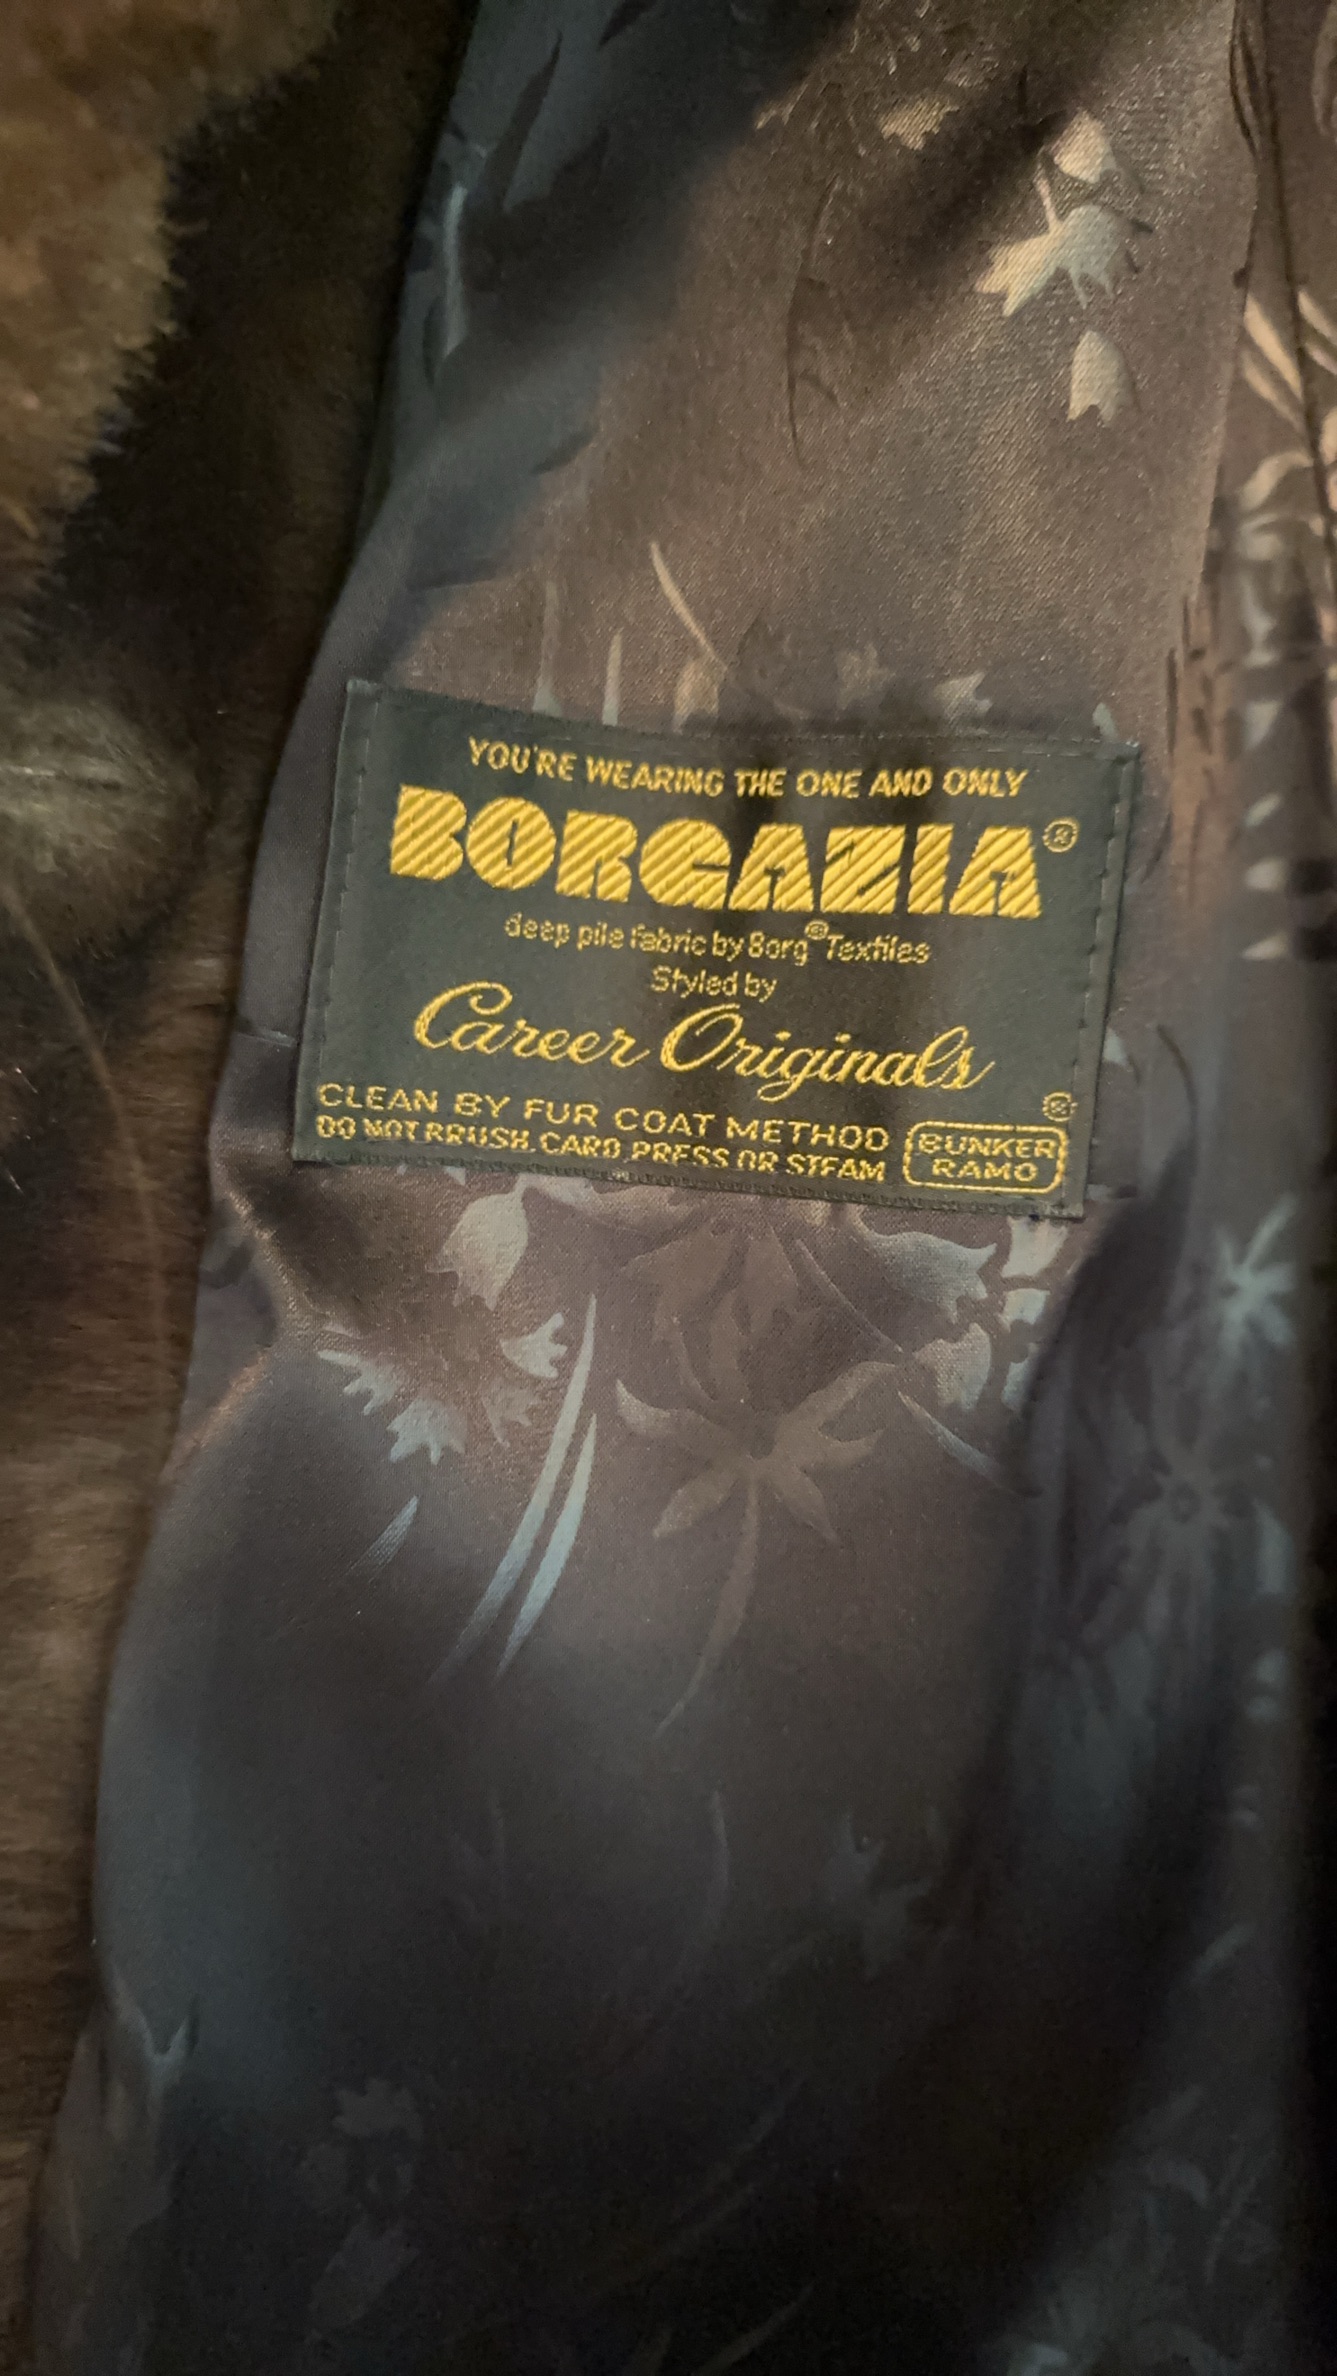 YOU'RE WEARING THE ONE AND ONLY
BORGAZIA®
deep pile fabric by Borg® Textiles
Styled by
Career Originals
®
CLEAN BY FUR COAT METHOD
DO NOT BRUSH, CARD, PRESS OR STEAM
BUNKER
RAMO